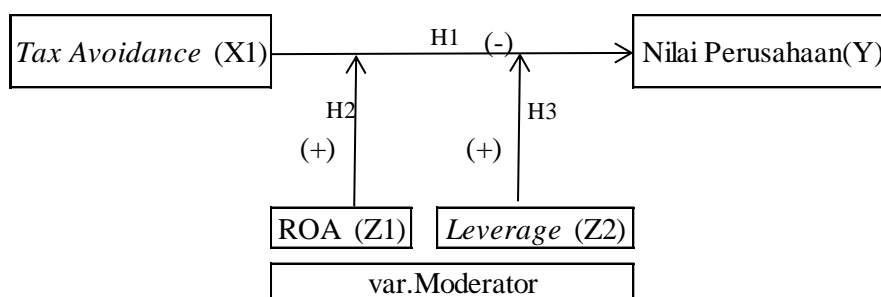 H1 (-)
Tax Avoidance (X1) Nilai Perusahaan(Y)
H2 H3
(+) (+)
ROA (Z1) Leverage (Z2)
var.Moderator